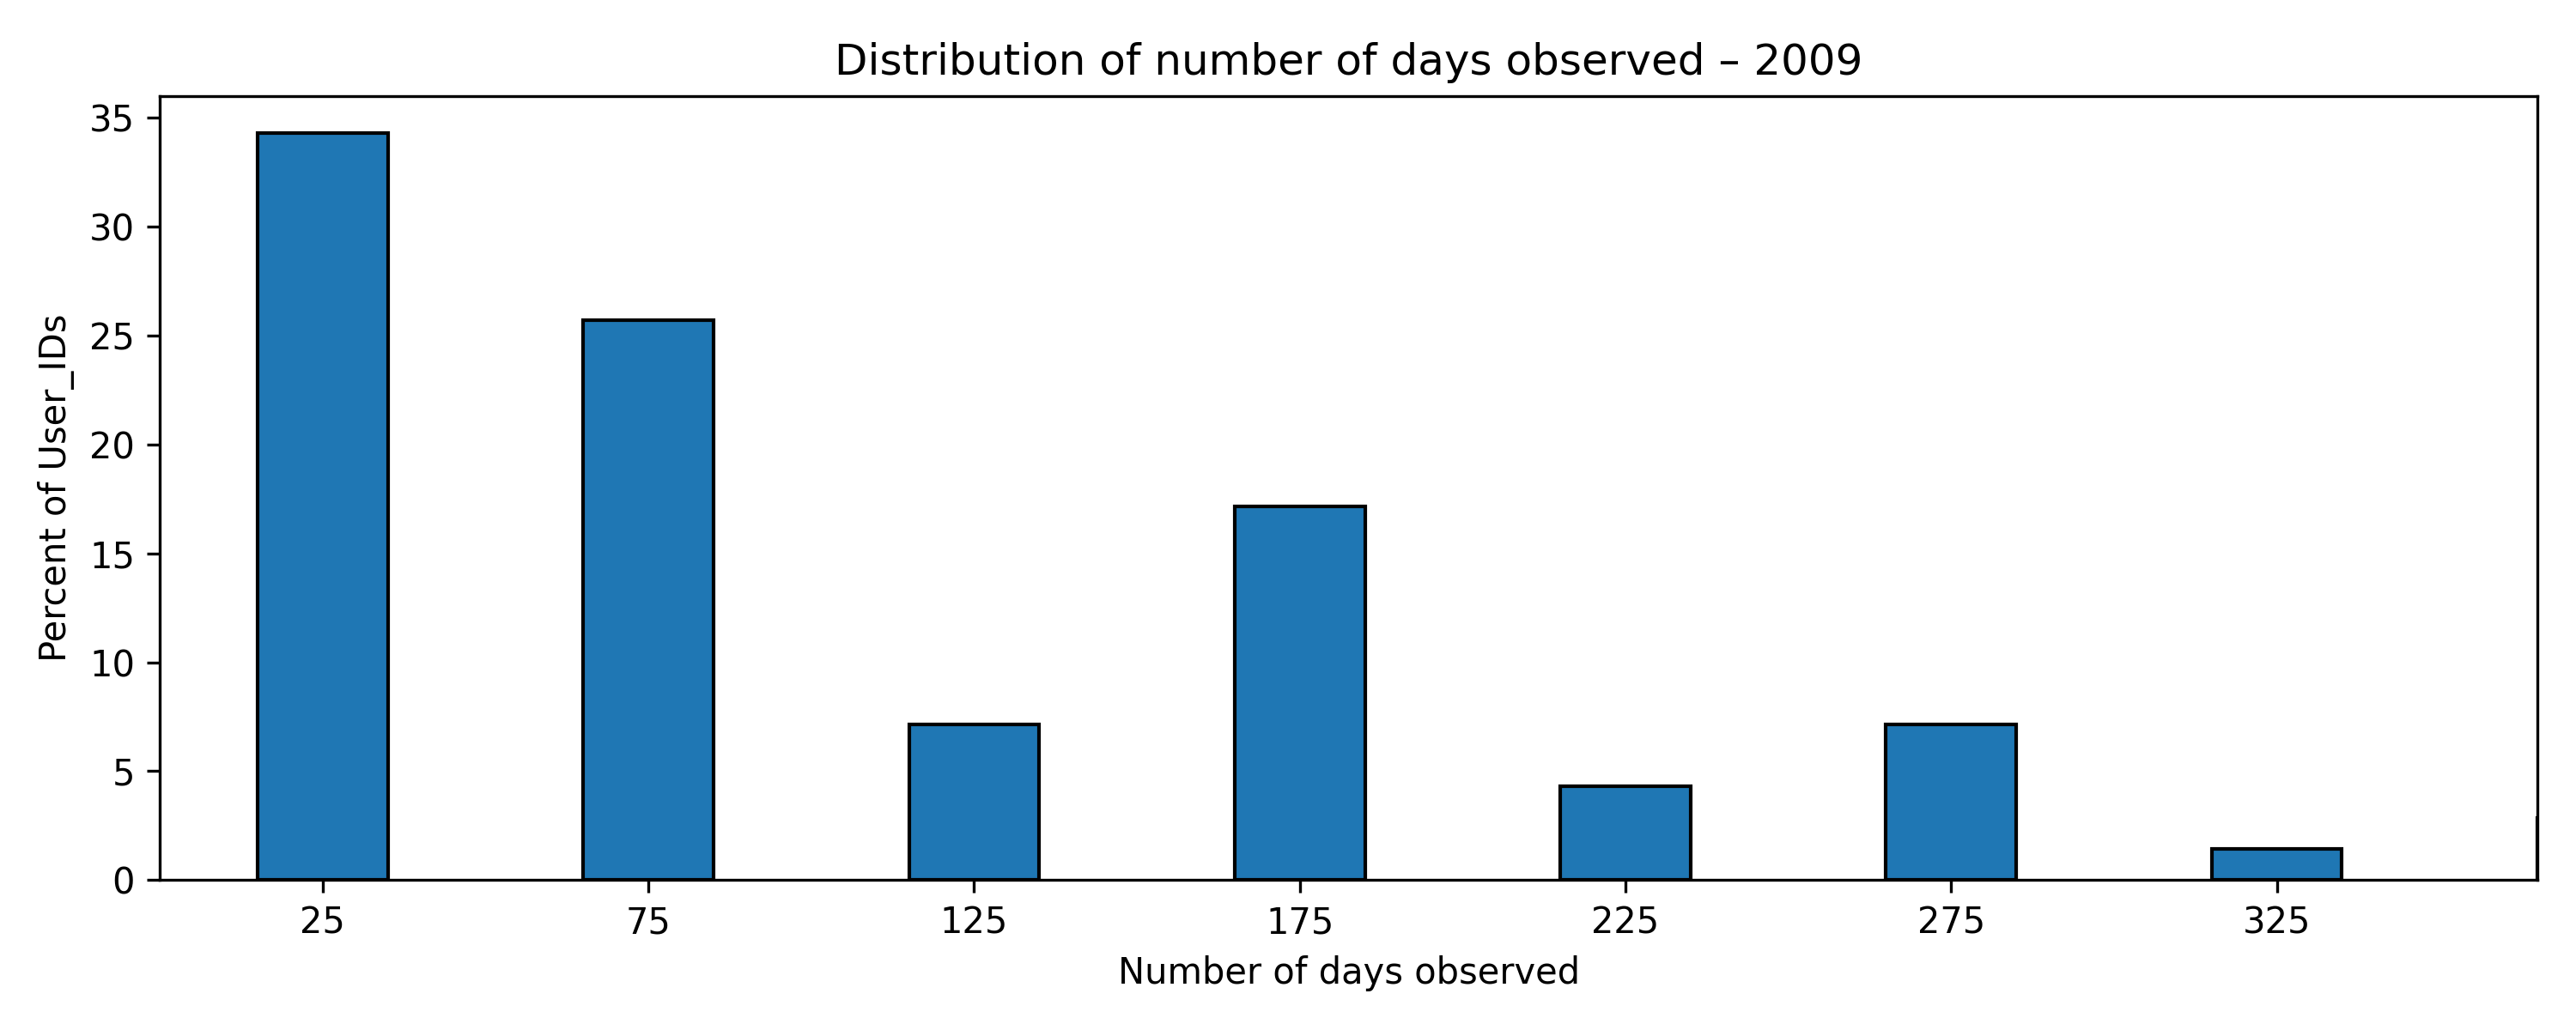 Distribution of number of days observed – 2009
35
30
25
20
15
10
5
0
Percent of User_IDs
25 75 125 175 225 275 325
Number of days observed